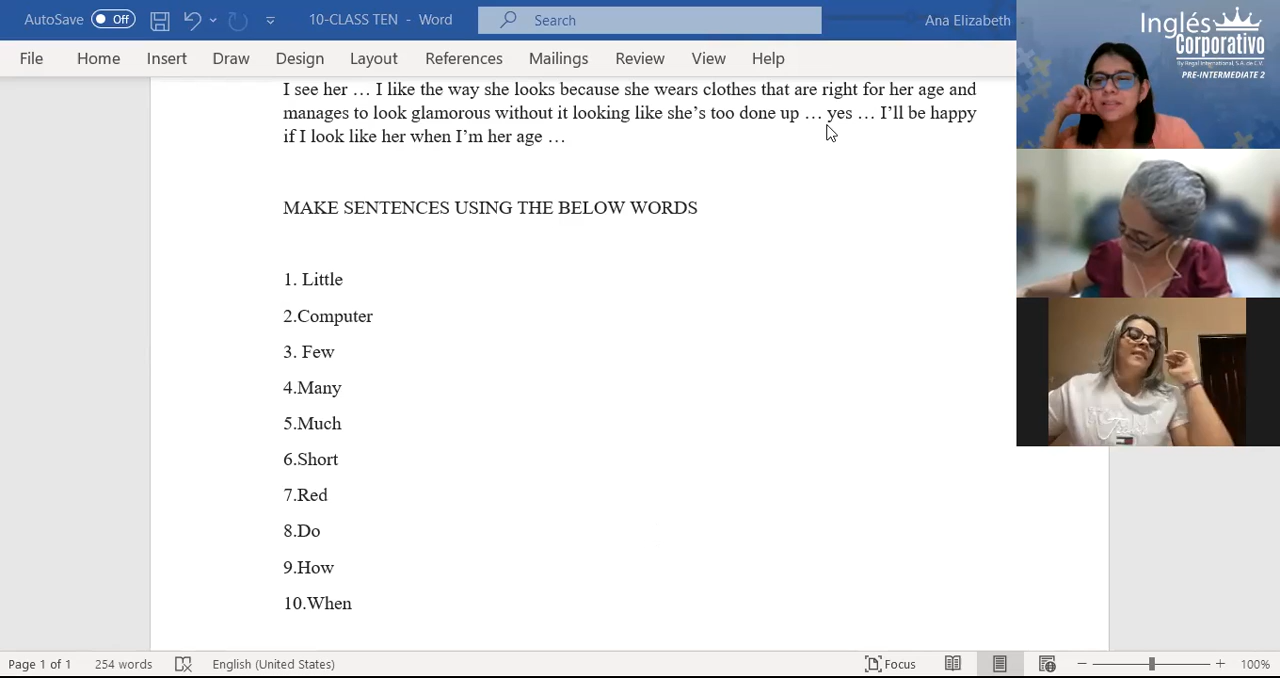 AutoSave Off 10-CLASS TEN - Word Search Ana Elizabeth
File Home Insert Draw Design Layout References Mailings Review View Help
Inglés
Corporativo
By Regal International, S.A. de C.V.
PRE-INTERMEDIATE 2
I see her … I like the way she looks because she wears clothes that are right for her age and
manages to look glamorous without it looking like she’s too done up … yes … I’ll be happy
if I look like her when I’m her age …
MAKE SENTENCES USING THE BELOW WORDS
1. Little
2.Computer
3. Few
4.Many
5.Much
6.Short
7.Red
8.Do
9.How
10.When
Page 1 of 1 254 words English (United States) Focus 100%